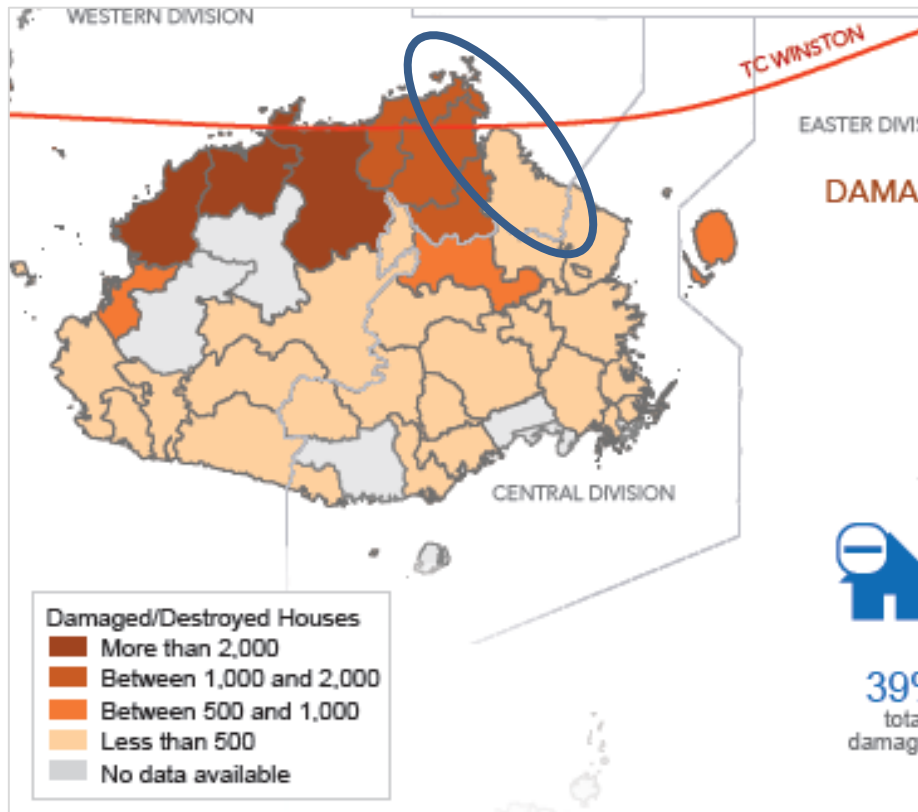 WESTERN DIVISION
TC WINSTON
EASTER DIVI
DAMA
CENTRAL DIVISION
Damaged/Destroyed Houses
More than 2,000
Between 1,000 and 2,000
Between 500 and 1,000
Less than 500
No data available
39%
tota
damag